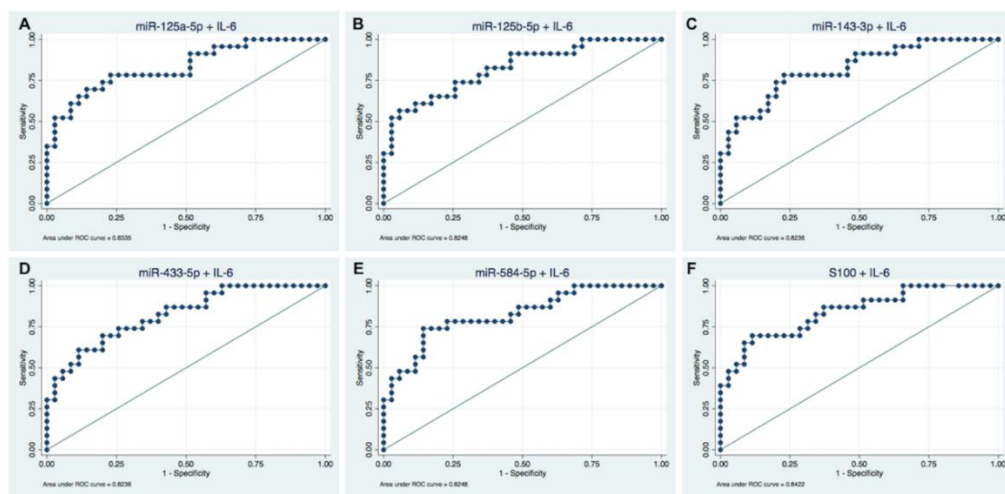 A miR-125a-5p + IL-6
Sensitivity
1.00
0.75
0.50
0.25
0.00
0.00 0.25 0.50 0.75 1.00
1 - Specificity
Area under ROC curve = 0.8335
B miR-125b-5p + IL-6
Sensitivity
1.00
0.75
0.50
0.25
0.00
0.00 0.25 0.50 0.75 1.00
1 - Specificity
Area under ROC curve = 0.8248
C miR-143-3p + IL-6
Sensitivity
1.00
0.75
0.50
0.25
0.00
0.00 0.25 0.50 0.75 1.00
1 - Specificity
Area under ROC curve = 0.8236
D miR-433-5p + IL-6
Sensitivity
1.00
0.75
0.50
0.25
0.00
0.00 0.25 0.50 0.75 1.00
1 - Specificity
Area under ROC curve = 0.8236
E miR-584-5p + IL-6
Sensitivity
1.00
0.75
0.50
0.25
0.00
0.00 0.25 0.50 0.75 1.00
1 - Specificity
Area under ROC curve = 0.8248
F S100 + IL-6
Sensitivity
1.00
0.75
0.50
0.25
0.00
0.00 0.25 0.50 0.75 1.00
1 - Specificity
Area under ROC curve = 0.8422